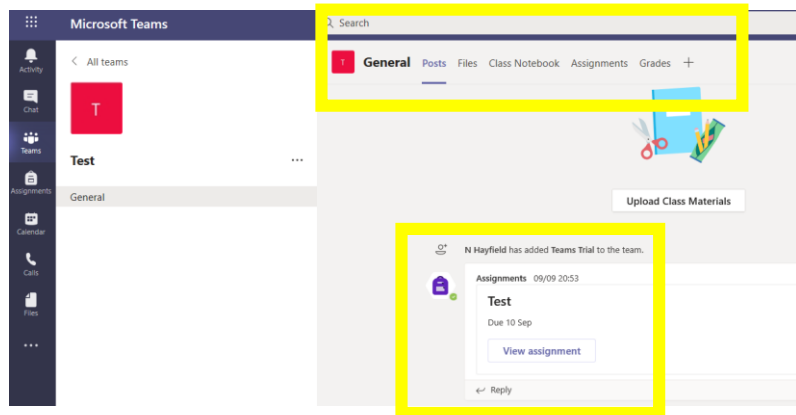 Microsoft Teams
Search
Activity
Chat
Teams
Assignments
Calendar
Calls
Files
All teams
T
Test
General
T General Posts Files Class Notebook Assignments Grades
Upload Class Materials
N Hayfield has added Teams Trial to the team.
Assignments 09/09 20:53
Test
Due 10 Sep
View assignment
Reply